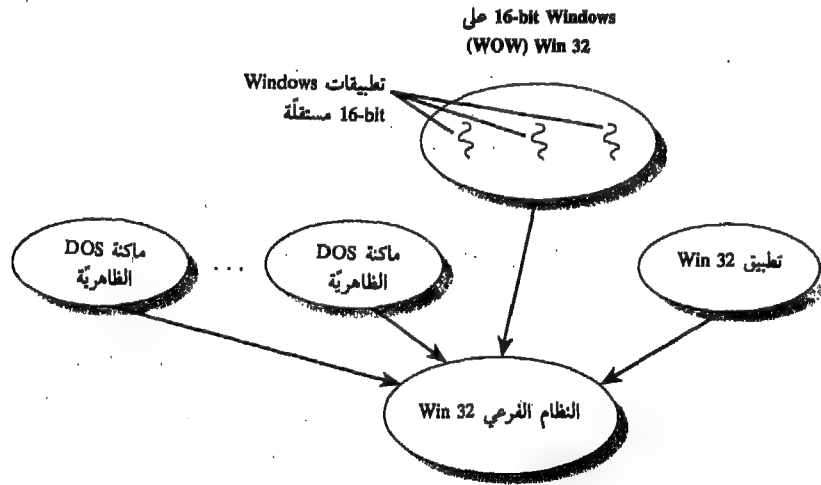 16-bit Windows على
(WOW) Win 32
تطبيقات Windows
16-bit مستقلّة
ماكنة DOS
الظاهريّة
...
ماكنة DOS
الظاهريّة
تطبيق Win 32
النظام الفرعي Win 32